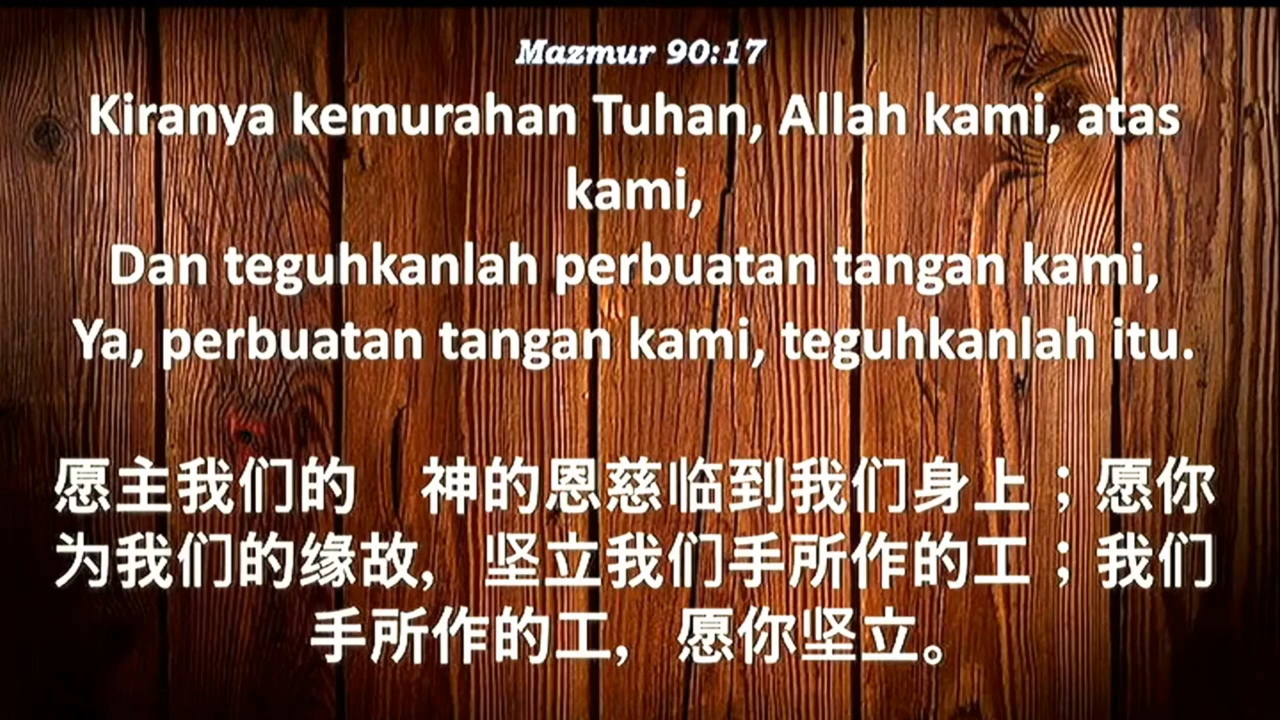 Mazmur 90:17
Kiranya kemurahan Tuhan, Allah kami, atas
kami,
Dan teguhkanlah perbuatan tangan kami,
Ya, perbuatan tangan kami, teguhkanlah itu.
愿主我们的　神的恩慈临到我们身上；愿你
为我们的缘故，坚立我们手所作的工；我们
手所作的工，愿你坚立。